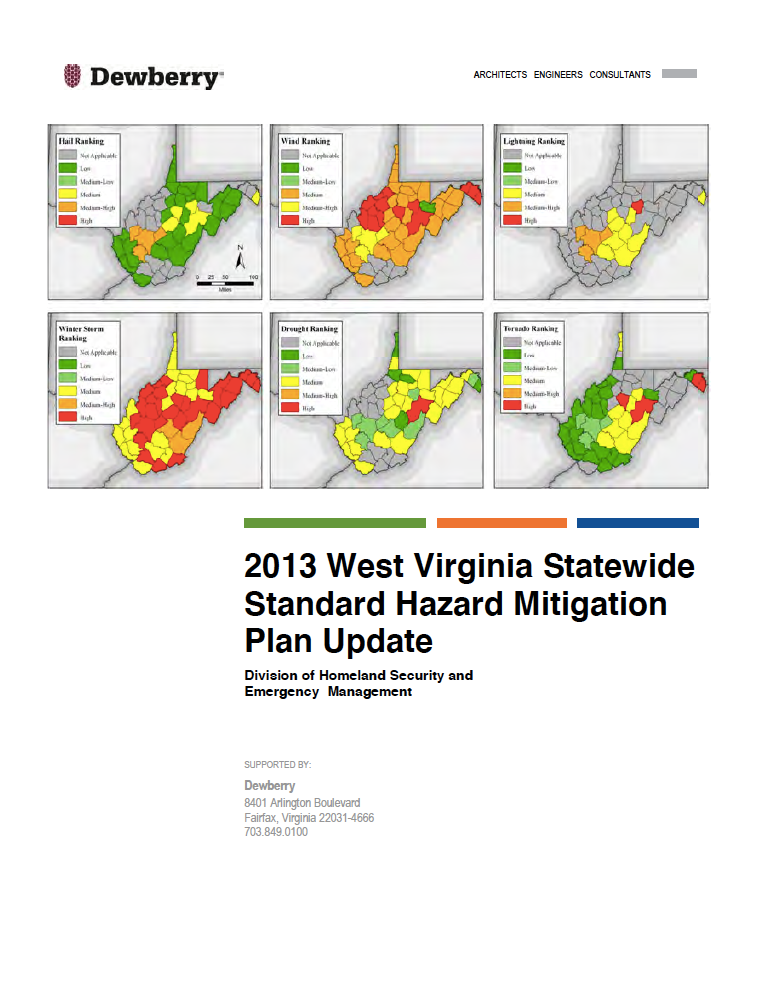 Dewberry
ARCHITECTS ENGINEERS CONSULTANTS
Hail Ranking
Not Applicable
Low
Medium-Low
Medium
Medium-High
High
N
0 25 50 100
Miles
Wind Ranking
Not Applicable
Low
Medium-Low
Medium
Medium-High
High
Lightning Ranking
Not Applicable
Low
Medium-Low
Medium
Medium-High
High
Winter Storm
Ranking
Not Applicable
Low
Medium-Low
Medium
Medium-High
High
Drought Ranking
Not Applicable
Low
Medium-Low
Medium
Medium-High
High
Tornado Ranking
Not Applicable
Low
Medium-Low
Medium
Medium-High
High
2013 West Virginia Statewide
Standard Hazard Mitigation
Plan Update
Division of Homeland Security and
Emergency Management
SUPPORTED BY:
Dewberry
8401 Arlington Boulevard
Fairfax, Virginia 22031-4666
703.849.0100